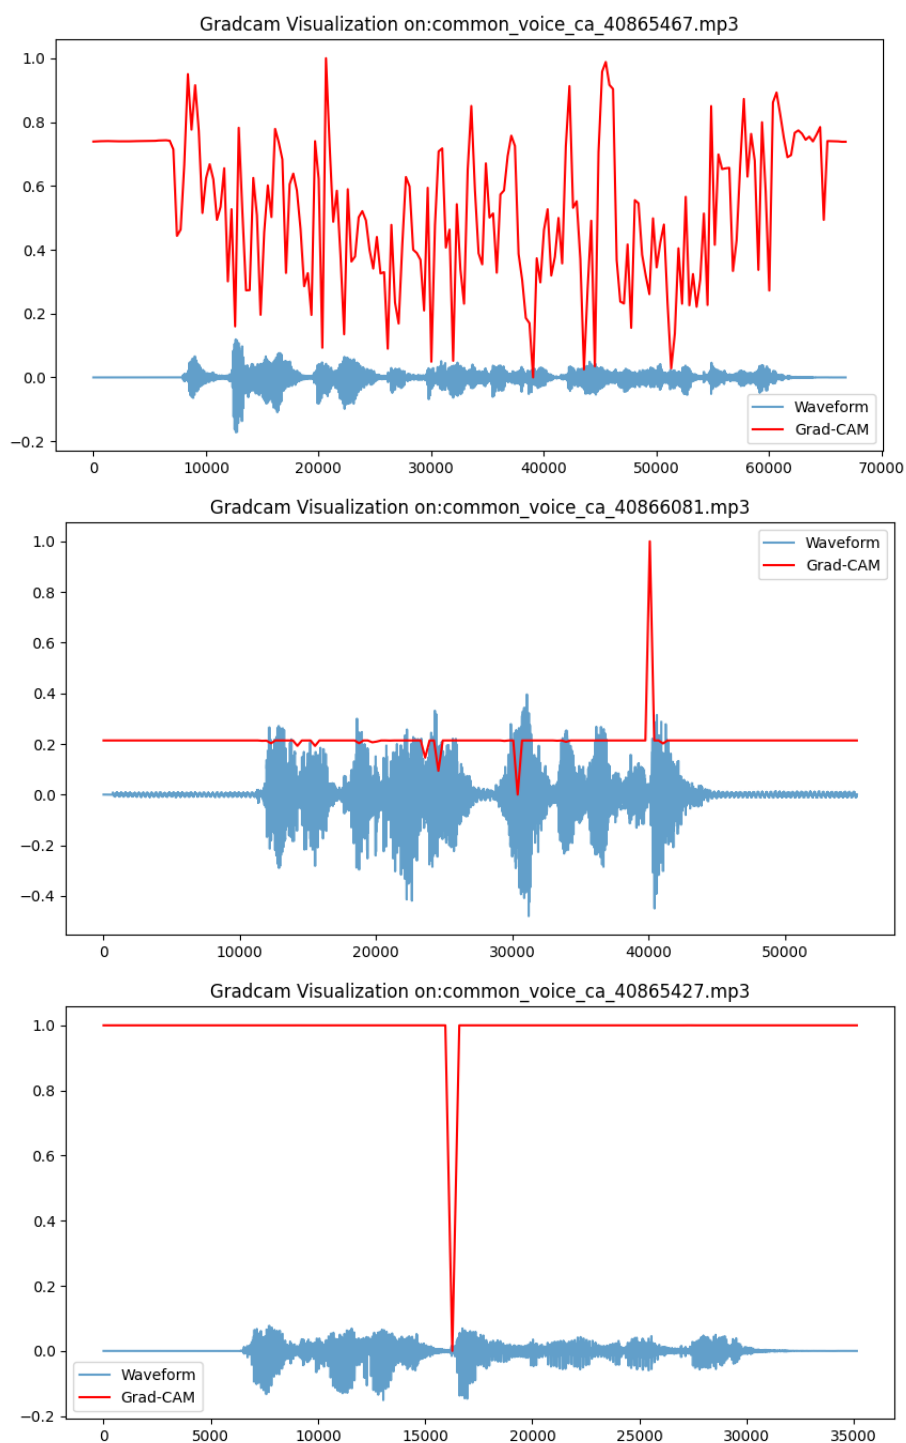 Gradcam Visualization on:common_voice_ca_40865467.mp3
1.0
0.8
0.6
0.4
0.2
0.0
−0.2
Waveform
Grad-CAM
0 10000 20000 30000 40000 50000 60000 70000
Gradcam Visualization on:common_voice_ca_40866081.mp3
1.0
0.8
0.6
0.4
0.2
0.0
−0.2
−0.4
Waveform
Grad-CAM
0 10000 20000 30000 40000 50000
Gradcam Visualization on:common_voice_ca_40865427.mp3
1.0
0.8
0.6
0.4
0.2
0.0
−0.2
Waveform
Grad-CAM
0 5000 10000 15000 20000 25000 30000 35000